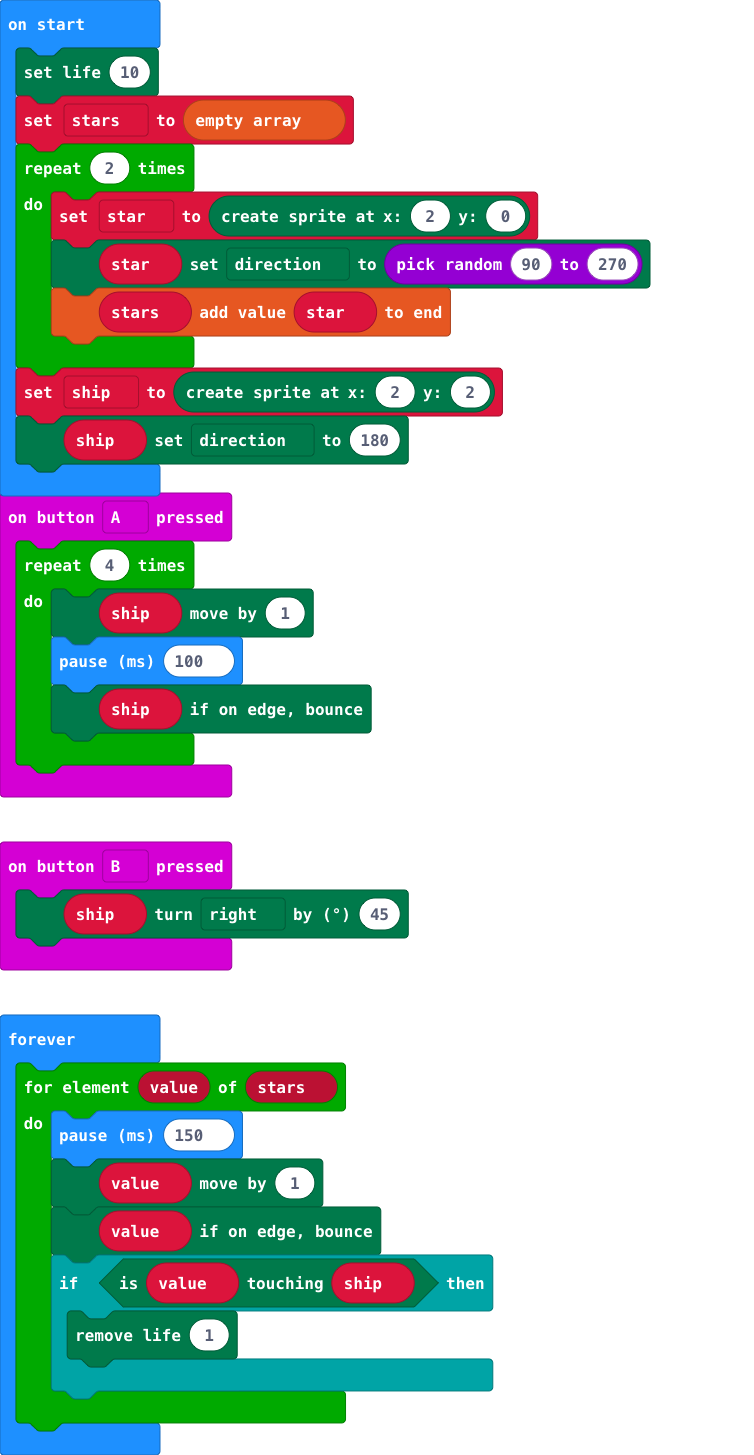 on start
set life 10
set stars to empty array
repeat 2 times
do
set star to create sprite at x: 2 y: 0
star set direction to pick random 90 to 270
stars add value star to end
set ship to create sprite at x: 2 y: 2
ship set direction to 180
on button A pressed
repeat 4 times
do
ship move by 1
pause (ms) 100
ship if on edge, bounce
on button B pressed
ship turn right by (°) 45
forever
for element value of stars
do
pause (ms) 150
value move by 1
value if on edge, bounce
if is value touching ship then
remove life 1